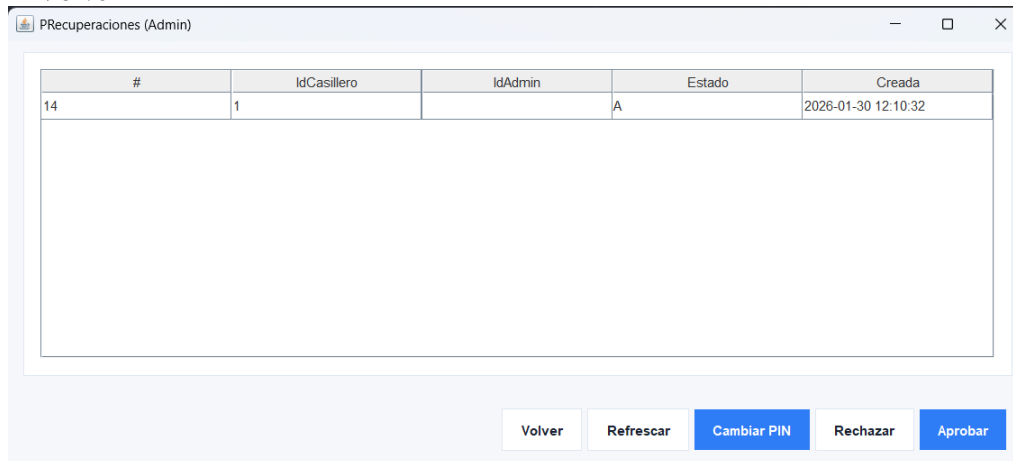 PRecuperaciones (Admin)
# IdCasillero IdAdmin Estado Creada
14 1 A 2026-01-30 12:10:32
Volver Refrescar Cambiar PIN Rechazar Aprobar